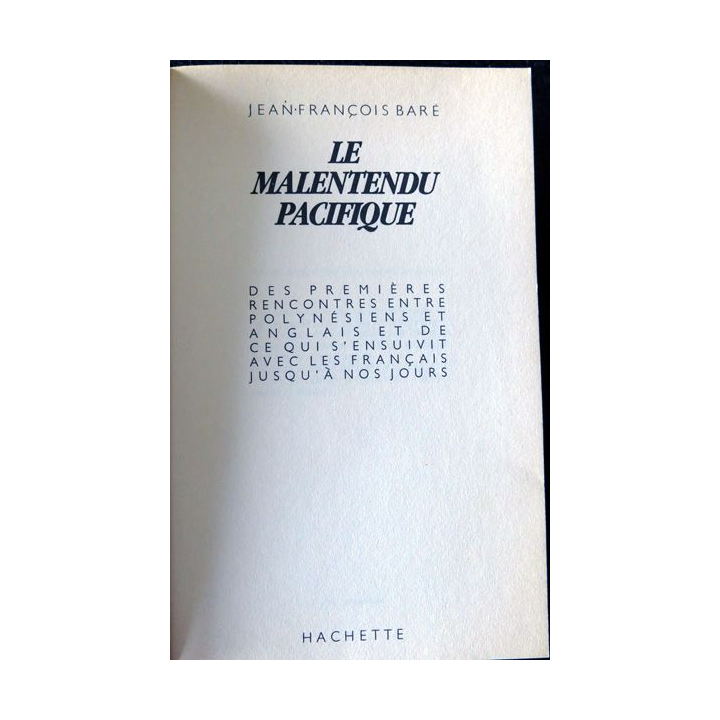 JEAN-FRANÇOIS BARÉ
LE
MALENTENDU
PACIFIQUE
DES PREMIÈRES
RENCONTRES ENTRE
POLYNÉSIENS ET
ANGLAIS ET DE
CE QUI S'ENSUIVIT
AVEC LES FRANÇAIS
JUSQU'À NOS JOURS
HACHETTE